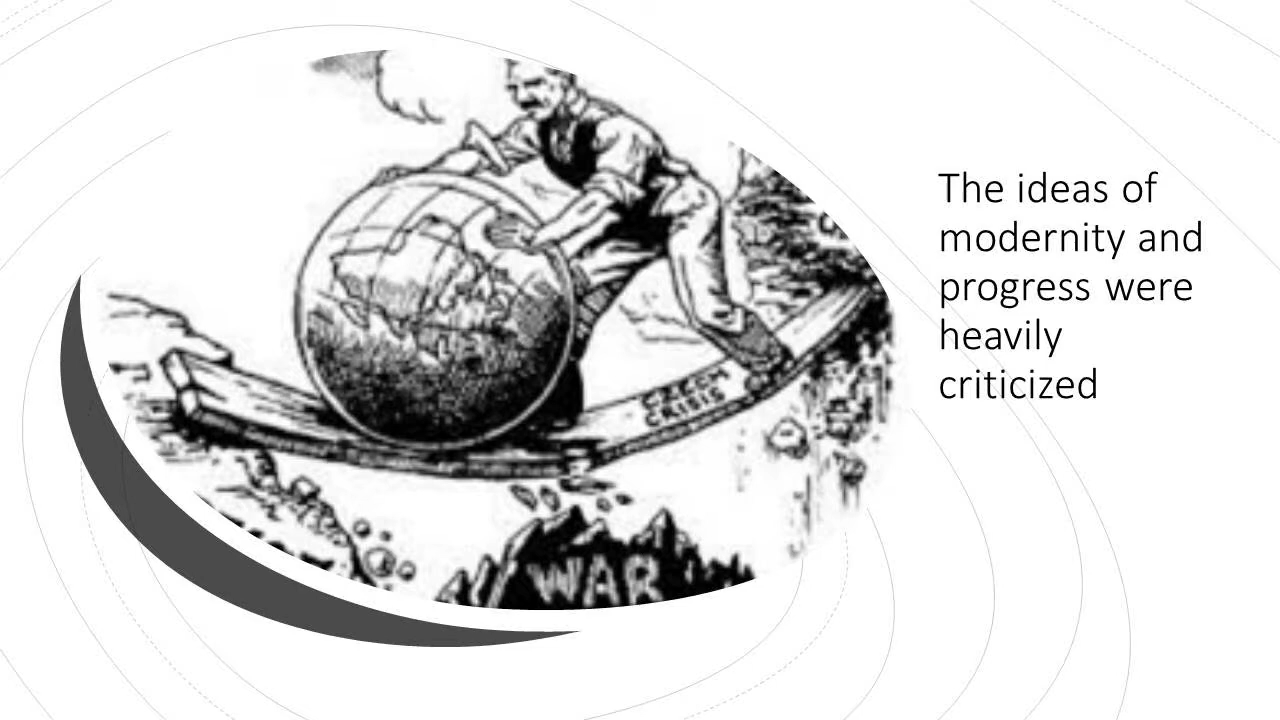 The ideas of
modernity and
progress were
heavily
criticized
CZECH
CRISIS
WAR